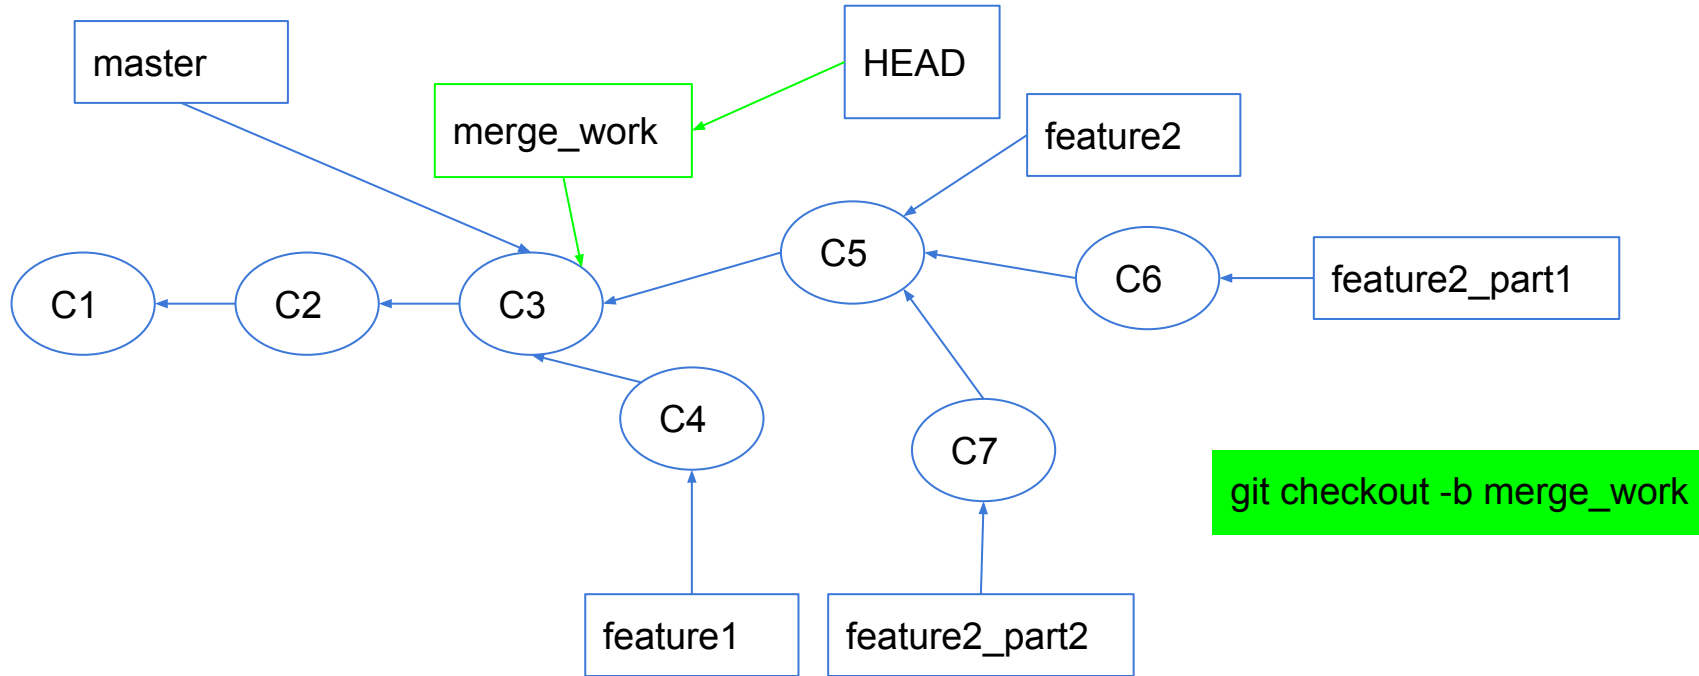 HEAD
master
merge_work
feature2
C5
C6
feature2_part1
C1
C2
C3
C4
C7
git checkout -b merge_work
feature1
feature2_part2